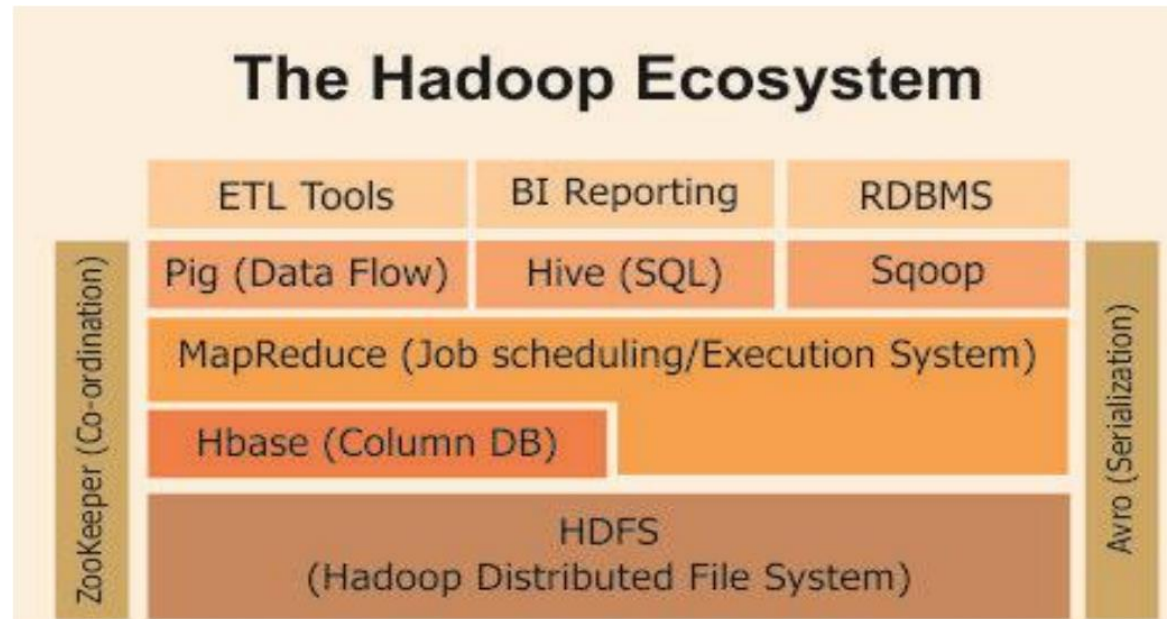 The Hadoop Ecosystem
ETL Tools
BI Reporting
RDBMS
ZooKeeper (Co-ordination)
Pig (Data Flow)
Hive (SQL)
Sqoop
Avro (Serialization)
MapReduce (Job scheduling/Execution System)
Hbase (Column DB)
HDFS
(Hadoop Distributed File System)